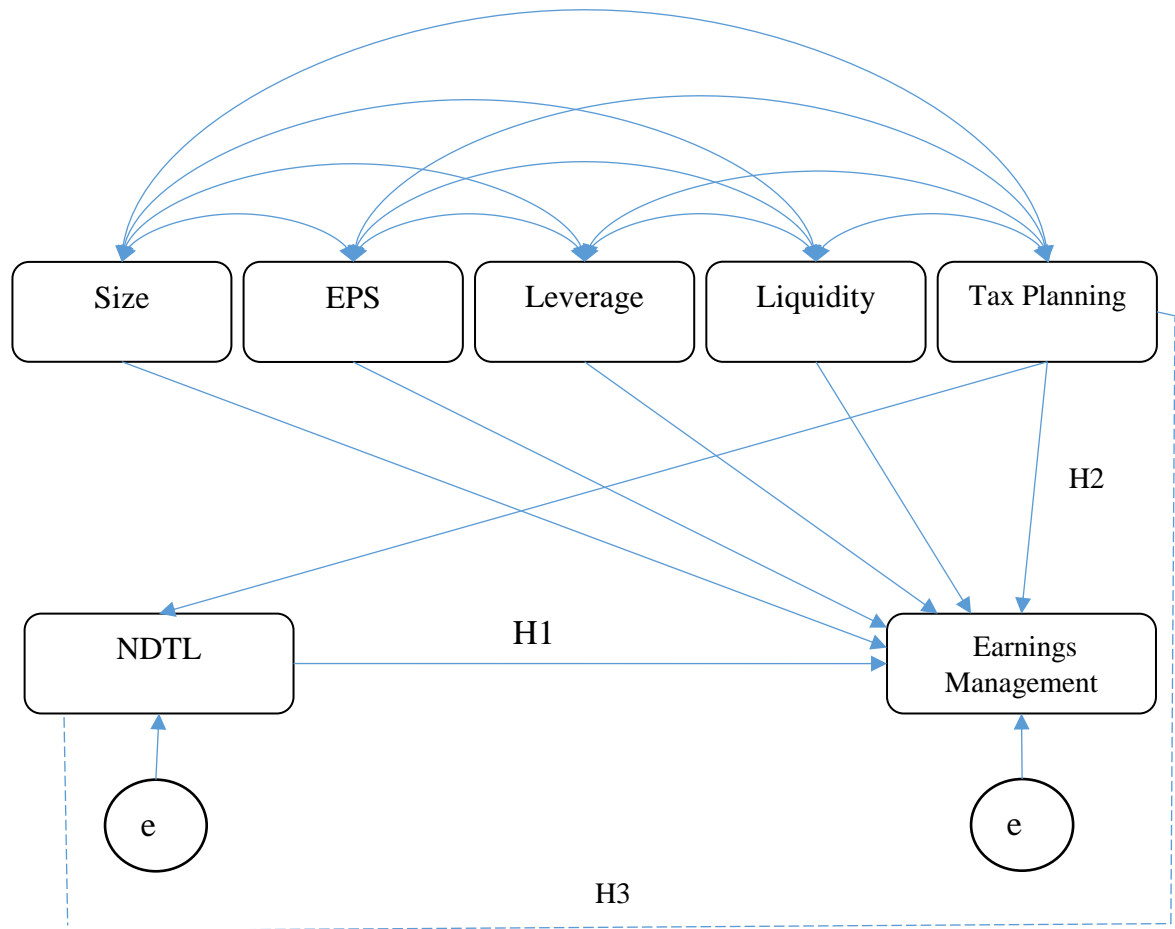 Size
EPS
Leverage
Liquidity
Tax Planning
H2
NDTL
H1
Earnings
Management
e
e
H3